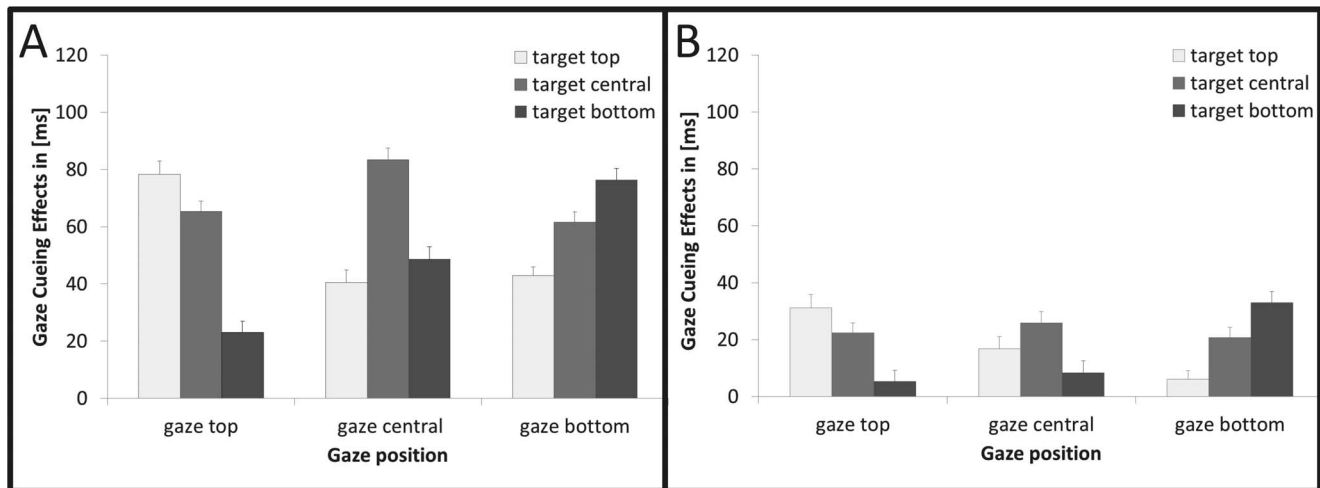 A
Gaze Cueing Effects in [ms]
120
100
80
60
40
20
0
target top
target central
target bottom
gaze top
gaze central
gaze bottom
Gaze position
B
Gaze Cueing Effects in [ms]
120
100
80
60
40
20
0
target top
target central
target bottom
gaze top
gaze central
gaze bottom
Gaze position